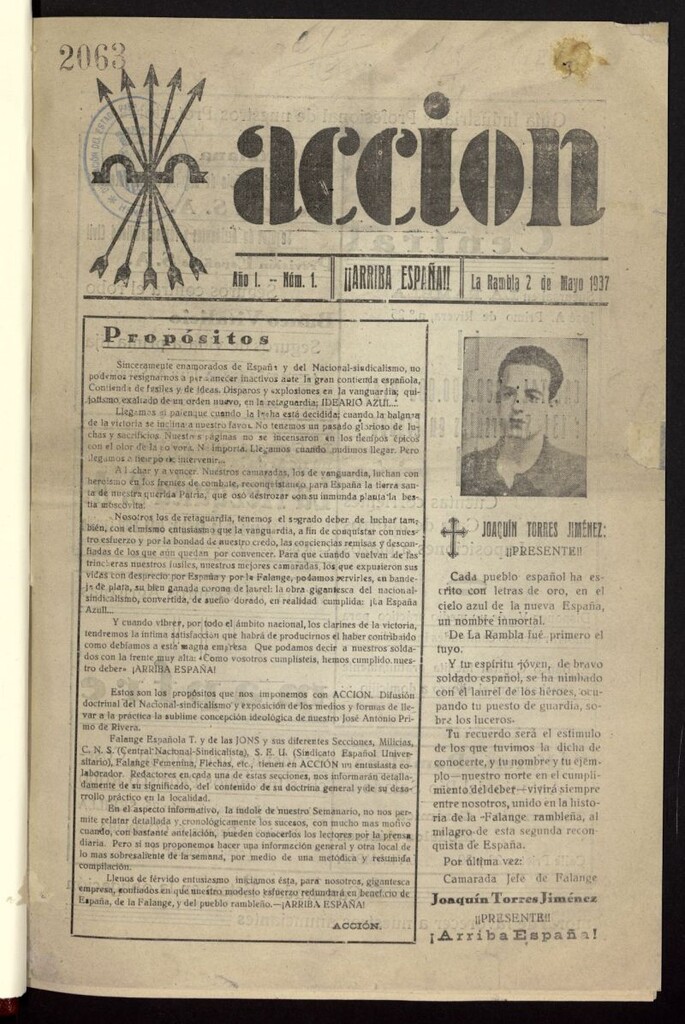 2063
accion
Año I. - Núm. 1.
¡¡ARRIBA ESPAÑA!!
La Rambla 2 de Mayo 1937
Propósitos
Sinceramente enamorados de España y del Nacional-sindicalismo, no
podemos resignarnos a permanecer inactivos ante la gran contienda española.
Contienda de fusiles y de ideas. Disparos y explosiones en la vanguardia; qui-
jotismo exaltado de un orden nuevo, en la retaguardia; IDEARIO AZUL...
Llegamos al palenque cuando la lucha está decidida; cuando la balanza
de la victoria se inclina a nuestro favor. No tenemos un pasado glorioso de lu-
chas y sacrificios. Nuestras páginas no se incensaron en los tiempos épicos
con el olor de la pólvora. No importa. Llegamos cuando pudimos llegar. Pero
llegamos a tiempo de intervenir...
A luchar y a vencer. Nuestros camaradas, los de vanguardia, luchan con
heroismo en los frentes de combate, reconquistando para España la tierra san-
ta de nuestra querida Patria, que osó destrozar con su inmunda planta la bes-
tia moscovita.
Nosotros los de retaguardia, tenemos el sagrado deber de luchar tam-
bién, con el mismo entusiasmo que la vanguardia, a fin de conquistar con nues-
tro esfuerzo y por la bondad de nuestro credo, las conciencias remisas y descon-
fiadas de los que aún quedan por convencer. Para que cuando vuelvan de las
trincheras nuestros fusiles, nuestros mejores camaradas, los que expusieron sus
vidas con desprecio por España y por la Falange, podamos servirles, en bande-
ja de plata, su bien ganada corona de laurel: la obra gigantesca del nacional-
sindicalismo, convertida, de sueño dorado, en realidad cumplida: ¡La España
Azul!...
Y cuando vibren, por todo el ámbito nacional, los clarines de la victoria,
tendremos la íntima satisfacción que habrá de producirnos el haber contribuido
como debíamos a esta magna empresa Que podamos decir a nuestros solda-
dos con la frente muy alta: «Como vosotros cumplisteis, hemos cumplido, nues-
tro deber» ¡ARRIBA ESPAÑA!
Estos son los propósitos que nos imponemos con ACCION. Difusión
doctrinal del Nacional-sindicalismo y exposición de los medios y formas de lle-
var a la práctica la sublime concepción ideológica de nuestro José Antonio Pri-
mo de Rivera.
Falange Española T. y de las JONS y sus diferentes Secciones, Milicias,
C. N. S. (Central Nacional-Sindicalista), S. E. U. (Sindicato Español Univer-
sitario), Falange Femenina, Flechas, etc., tienen en ACCIÓN un entusiasta co-
laborador. Redactores en cada una de estas secciones, nos informarán detalla-
damente de su significado, del contenido de su doctrina general y de su desa-
rrollo práctico en la localidad.
En el aspecto informativo, la índole de nuestro Semanario, no nos per-
mite relatar detallada y cronológicamente los sucesos, con mucho mas motivo
cuando, con bastante antelación, pueden conocerlos los lectores por la prensa
diaria. Pero si nos proponemos hacer una información general y otra local de
lo mas sobresaliente de la semana, por medio de una metódica y resumida
compilación.
Llenos de férvido entusiasmo iniciamos ésta, para nosotros, gigantesca
empresa, confiados en que nuestro modesto esfuerzo redundará en beneficio de
España, de la Falange, y del pueblo rambleño.—¡ARRIBA ESPAÑA!
ACCIÓN.
JOAQUÍN TORRES JIMÉNEZ:
¡¡PRESENTE!!
Cada pueblo español ha es-
crito con letras de oro, en el
cielo azul de la nueva España,
un nombre inmortal.
De La Rambla fué primero el
tuyo.
Y tu espíritu jóven, de bravo
soldado español, se ha nimbado
con el laurel de los héroes, ocu-
pando tu puesto de guardia, so-
bre los luceros.
Tu recuerdo será el estímulo
de los que tuvimos la dicha de
conocerte, y tu nombre y tu ejem-
plo—nuestro norte en el cumpli-
miento del deber—vivirá siempre
entre nosotros, unido en la histo-
ria de la Falange rambleña, al
milagro de esta segunda recon-
quista de España.
Por última vez:
Camarada Jefe de Falange
Joaquín Torres Jiménez
¡¡PRESENTE!!
¡Arriba España!